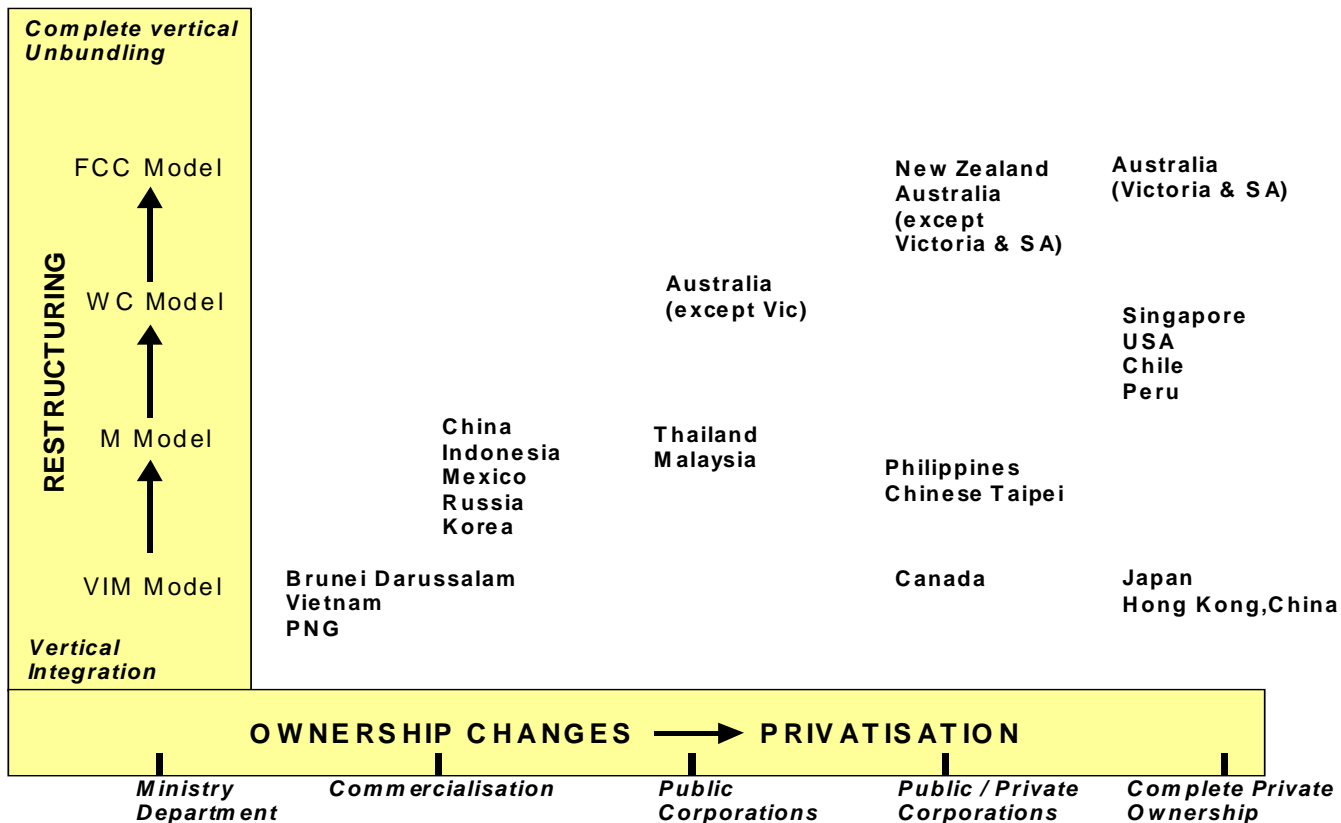 Complete vertical
Unbundling
FCC Model
WC Model
M Model
VIM Model
RESTRUCTURING
Vertical
Integration
New Zealand
Australia
(except
Victoria & SA)
Australia
(Victoria & SA)
Australia
(except Vic)
Singapore
USA
Chile
Peru
China
Indonesia
Mexico
Russia
Korea
Thailand
Malaysia
Philippines
Chinese Taipei
Brunei Darussalam
Vietnam
PNG
Canada
Japan
Hong Kong,China
OWNERSHIP CHANGES PRIVATISATION
Ministry
Department
Commercialisation
Public
Corporations
Public / Private
Corporations
Complete Private
Ownership